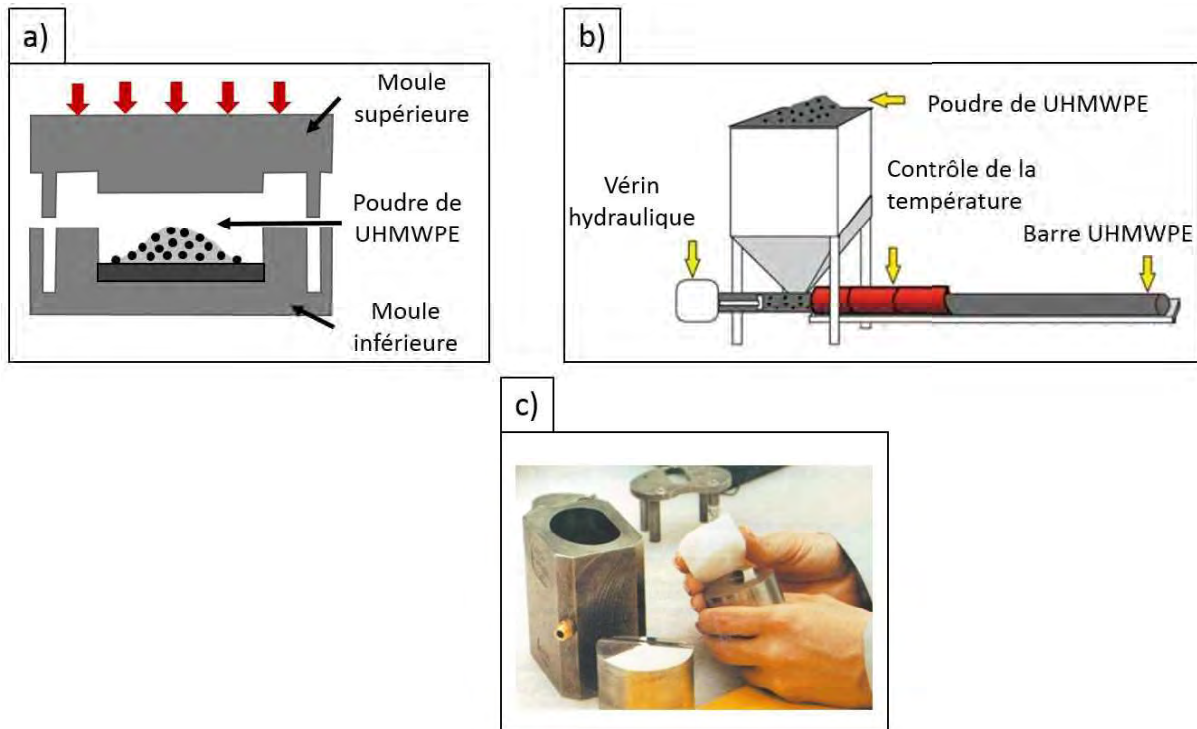 a)
Moule
supérieure
Poudre de
UHMWPE
Moule
inférieure
b)
Poudre de UHMWPE
Vérin
hydraulique
Contrôle de la
température
Barre UHMWPE
c)